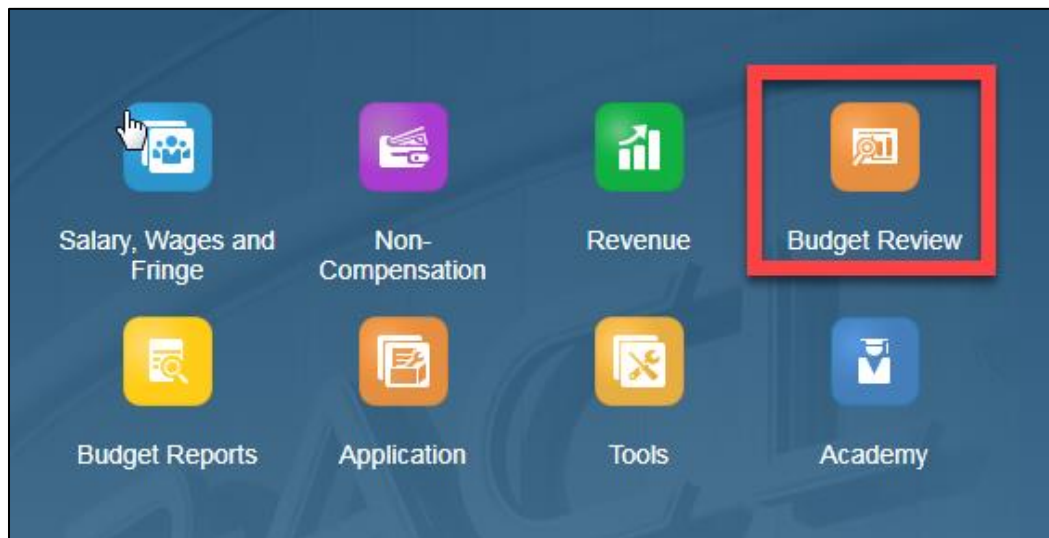 Salary, Wages and
Fringe
Non-
Compensation
Revenue
Budget Review
Budget Reports
Application
Tools
Academy